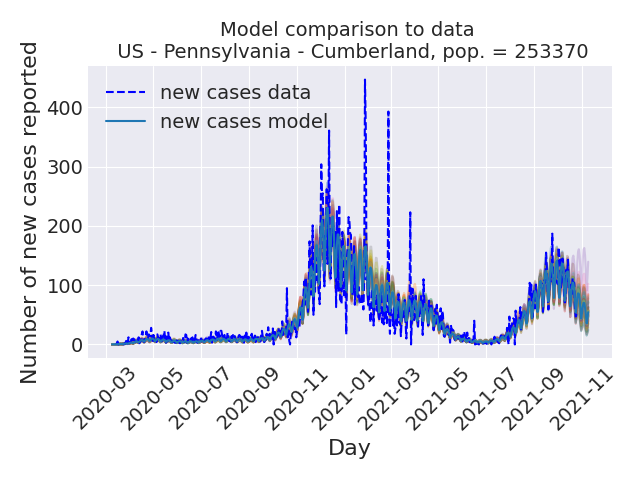 Model comparison to data
US - Pennsylvania - Cumberland, pop. = 253370
Number of new cases reported
400
300
200
100
0
new cases data
new cases model
2020-03
2020-05
2020-07
2020-09
2020-11
2021-01
2021-03
2021-05
2021-07
2021-09
2021-11
Day